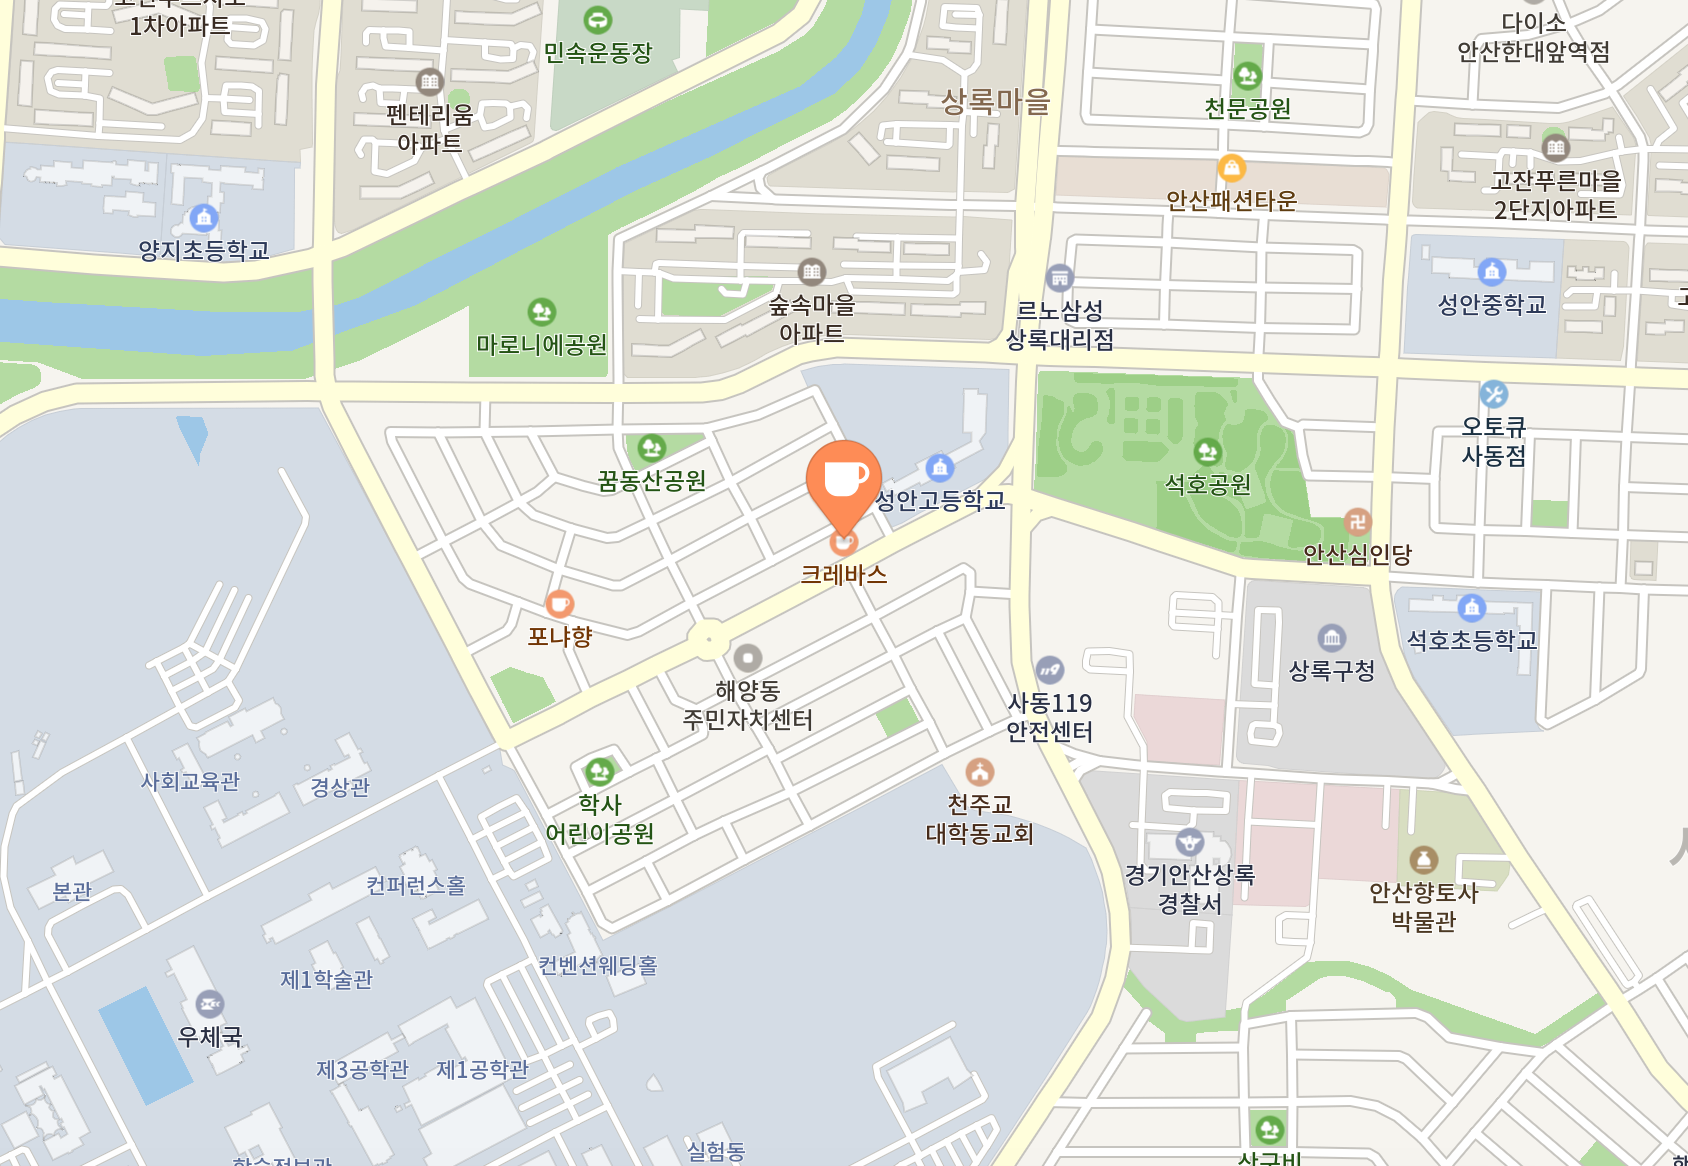 1차아파트
민속운동장
다이소
안산한대앞역점
펜테리움
아파트
상록마을
천문공원
고잔푸른마을
2단지아파트
안산패션타운
양지초등학교
숲속마을
아파트
르노삼성
상록대리점
성안중학교
마로니에공원
오토큐
사동점
꿈동산공원
성안고등학교
석호공원
안산심인당
크레바스
포냐향
석호초등학교
상록구청
해양동
주민자치센터
사동119
안전센터
사회교육관
경상관
학사
어린이공원
천주교
대학동교회
본관
컨퍼런스홀
경기안산상록
경찰서
안산향토사
박물관
제1학술관
컨벤션웨딩홀
우체국
제3공학관
제1공학관
실험동